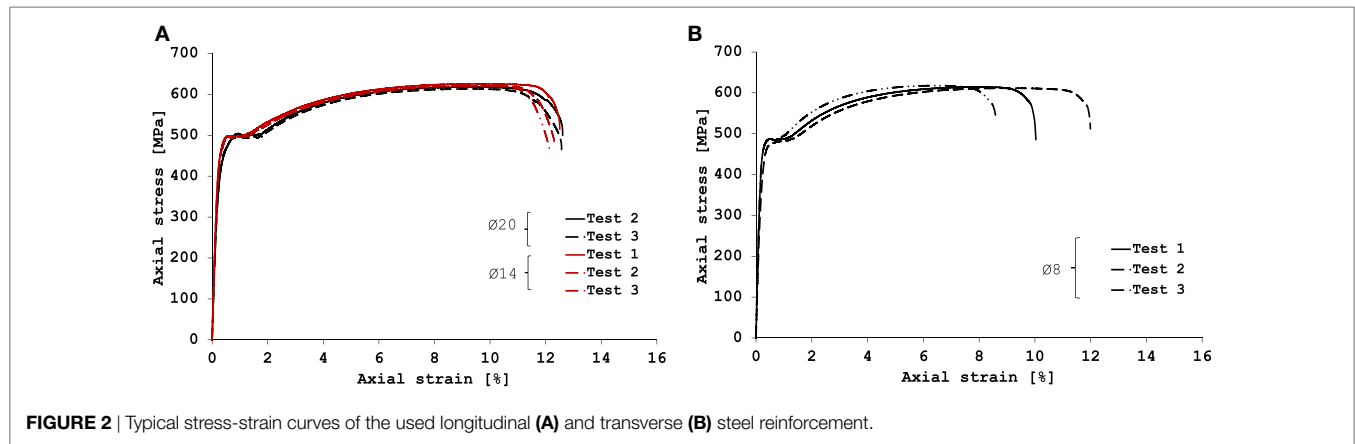 A
700
600
500
400
300
200
100
0
Axial stress [MPa]
0 2 4 6 8 10 12 14 16
Axial strain [%]
Ø20
Test 2
Test 3
Ø14
Test 1
Test 2
Test 3
B
700
600
500
400
300
200
100
0
Axial stress [MPa]
0 2 4 6 8 10 12 14 16
Axial strain [%]
Ø8
Test 1
Test 2
Test 3
FIGURE 2 | Typical stress-strain curves of the used longitudinal (A) and transverse (B) steel reinforcement.